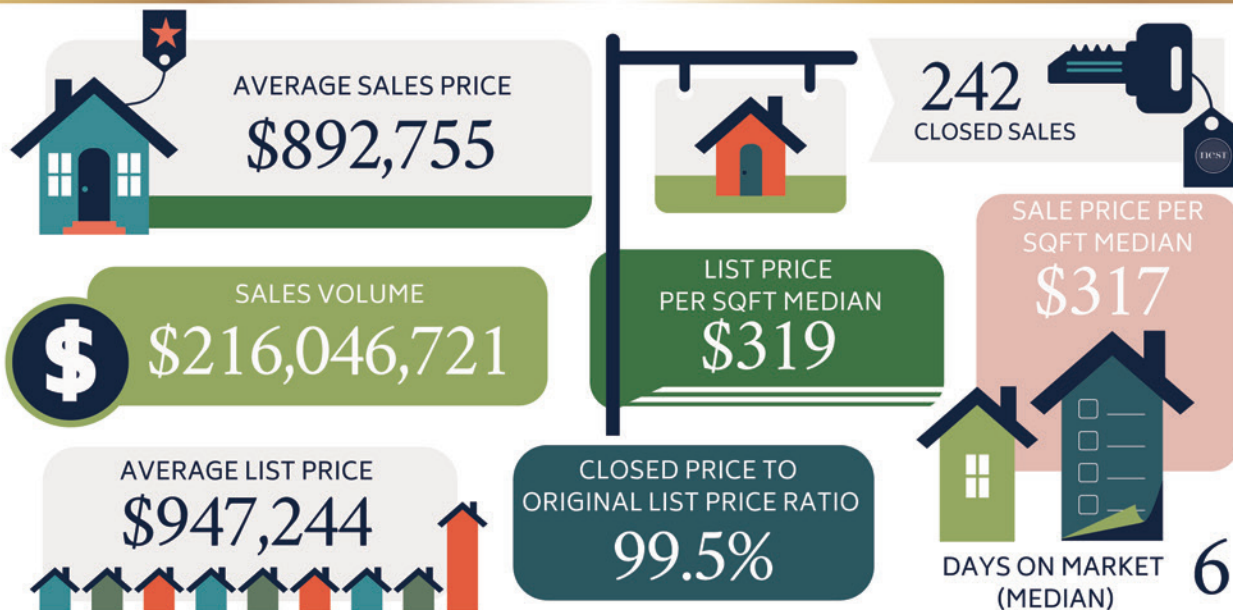 AVERAGE SALES PRICE
$892,755
242
CLOSED SALES
nest
SALE PRICE PER
SQFT MEDIAN
$317
LIST PRICE
PER SQFT MEDIAN
$319
SALES VOLUME
$216,046,721
$
AVERAGE LIST PRICE
$947,244
CLOSED PRICE TO
ORIGINAL LIST PRICE RATIO
99.5%
DAYS ON MARKET
(MEDIAN)
6